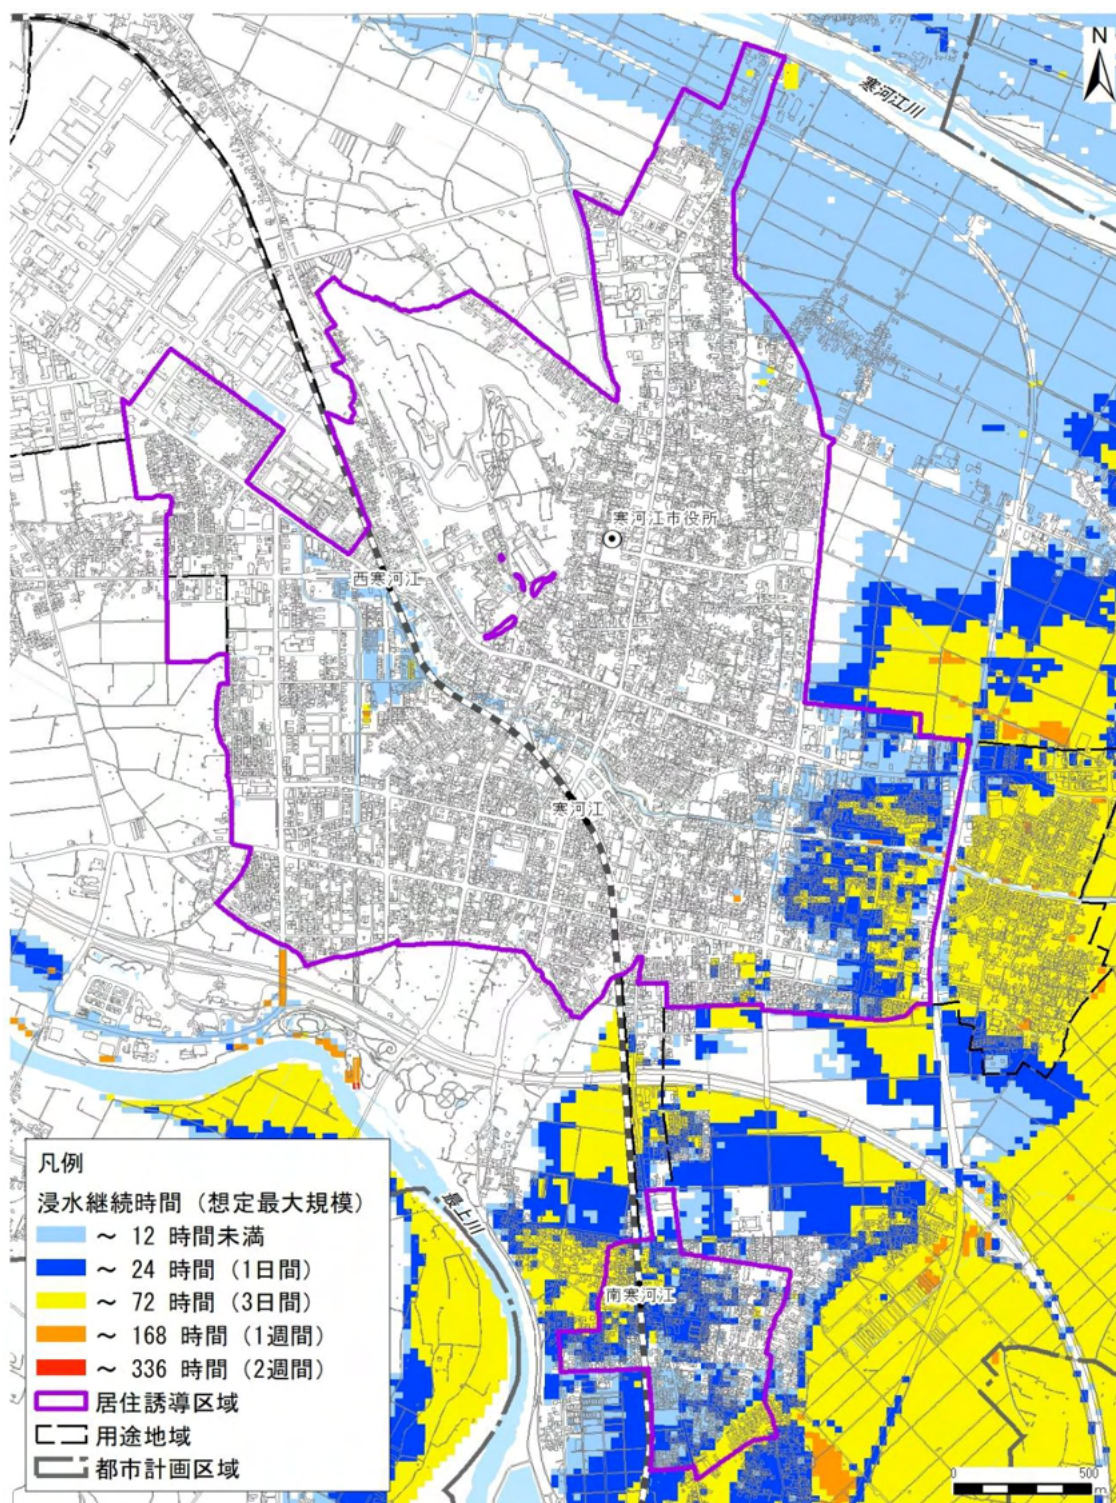 N
寒河江川
寒河江市役所
西寒河江
寒河江
最上川
南寒河江
凡例
浸水継続時間（想定最大規模）
～ 12 時間未満
～ 24 時間（1日間）
～ 72 時間（3日間）
～ 168 時間（1週間）
～ 336 時間（2週間）
居住誘導区域
用途地域
都市計画区域
0 500
m